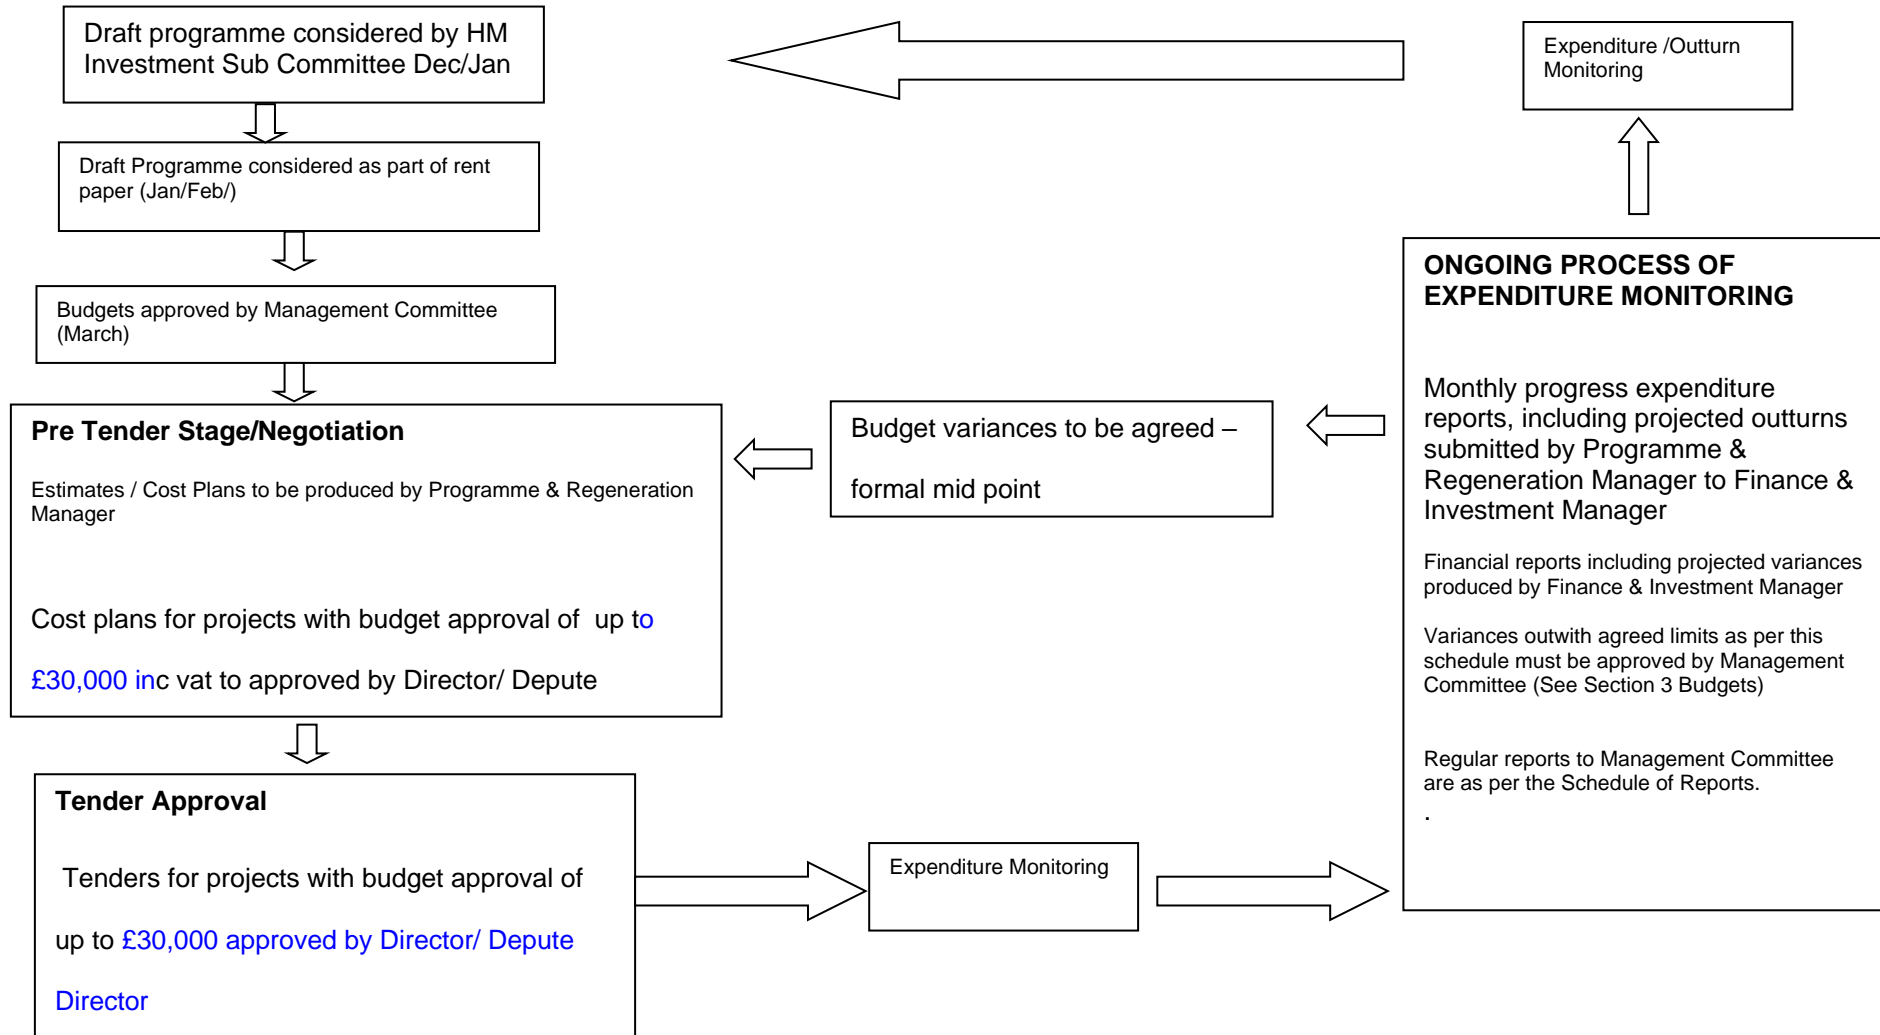 Draft programme considered by HM
Investment Sub Committee Dec/Jan
Draft Programme considered as part of rent
paper (Jan/Feb/)
Budgets approved by Management Committee
(March)
Pre Tender Stage/Negotiation
Estimates / Cost Plans to be produced by Programme & Regeneration
Manager
Cost plans for projects with budget approval of  up to
£30,000 inc vat to approved by Director/ Depute
Tender Approval
Tenders for projects with budget approval of
up to £30,000 approved by Director/ Depute
Director
Expenditure Monitoring
Budget variances to be agreed –
formal mid point
Expenditure /Outturn
Monitoring
ONGOING PROCESS OF
EXPENDITURE MONITORING
Monthly progress expenditure
reports, including projected outturns
submitted by Programme &
Regeneration Manager to Finance &
Investment Manager
Financial reports including projected variances
produced by Finance & Investment Manager
Variances outwith agreed limits as per this
schedule must be approved by Management
Committee (See Section 3 Budgets)
Regular reports to Management Committee
are as per the Schedule of Reports.
.